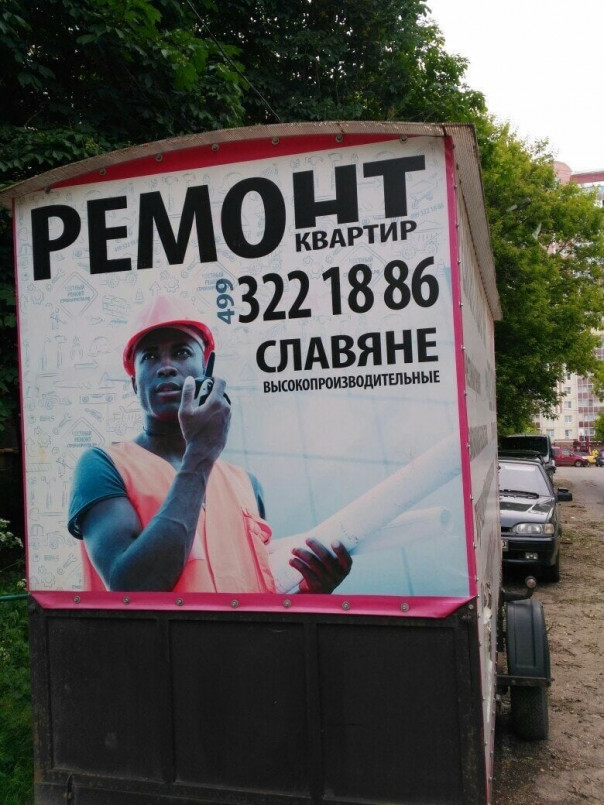 РЕМОНТ
КВАРТИР
499 322 18 86
СЛАВЯНЕ
ВЫСОКОПРОИЗВОДИТЕЛЬНЫЕ